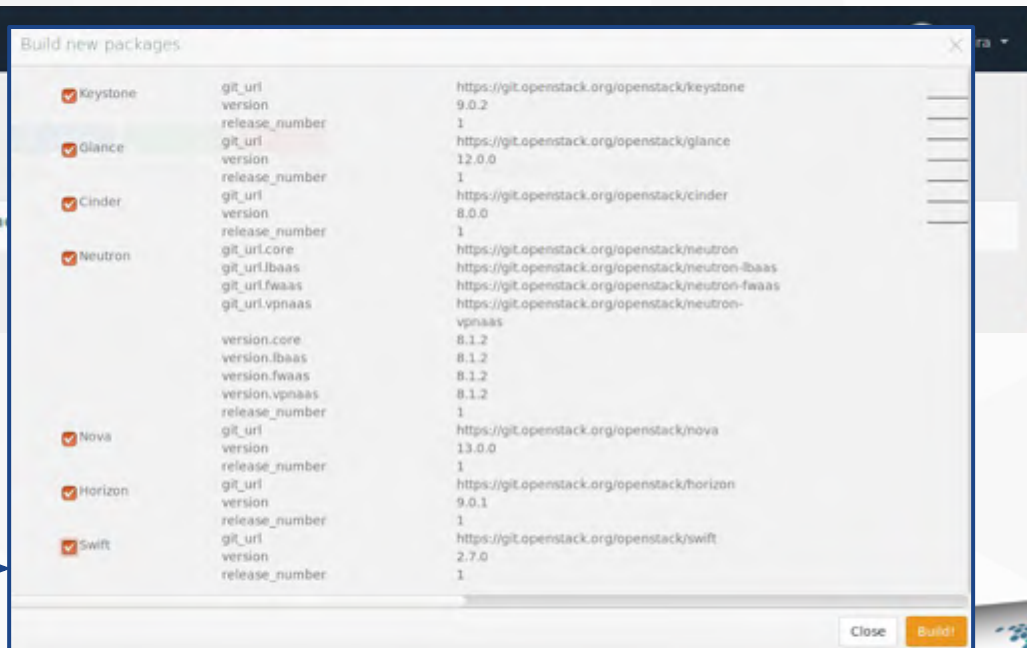 Build new packages
ra
Keystone git_url https://git.openstack.org/openstack/keystone
version 9.0.2
release_number 1
Glance git_url https://git.openstack.org/openstack/glance
version 12.0.0
release_number 1
Cinder git_url https://git.openstack.org/openstack/cinder
version 8.0.0
release_number 1
Neutron git_url.core https://git.openstack.org/openstack/neutron
git_url.lbaas https://git.openstack.org/openstack/neutron-lbaas
git_url.fwaas https://git.openstack.org/openstack/neutron-fwaas
git_url.vpnaas https://git.openstack.org/openstack/neutron-
vpnaas
version.core 8.1.2
version.lbaas 8.1.2
version.fwaas 8.1.2
version.vpnaas 8.1.2
release_number 1
Nova git_url https://git.openstack.org/openstack/nova
version 13.0.0
release_number 1
Horizon git_url https://git.openstack.org/openstack/horizon
version 9.0.1
release_number 1
Swift git_url https://git.openstack.org/openstack/swift
version 2.7.0
release_number 1
Close Build!